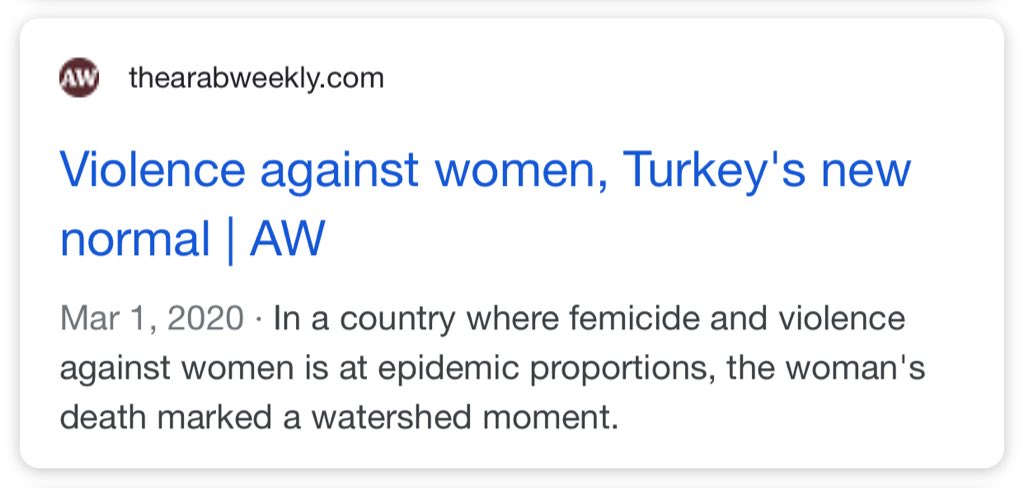 AW thearabweekly.com
Violence against women, Turkey's new
normal | AW
Mar 1, 2020 · In a country where femicide and violence
against women is at epidemic proportions, the woman's
death marked a watershed moment.